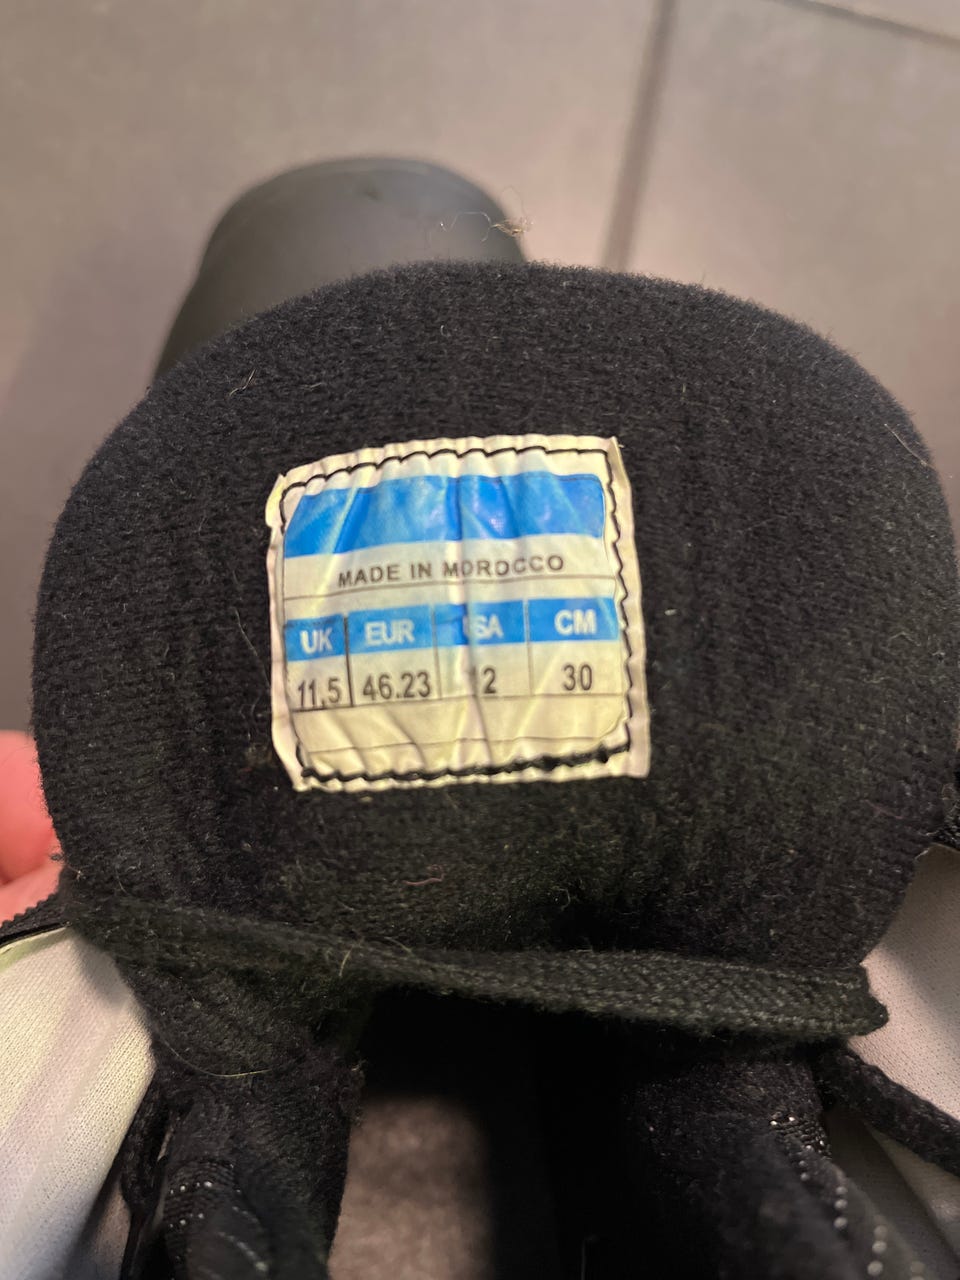 MADE IN MOROCCO
UK EUR USA CM
11,5 46.23 12 30